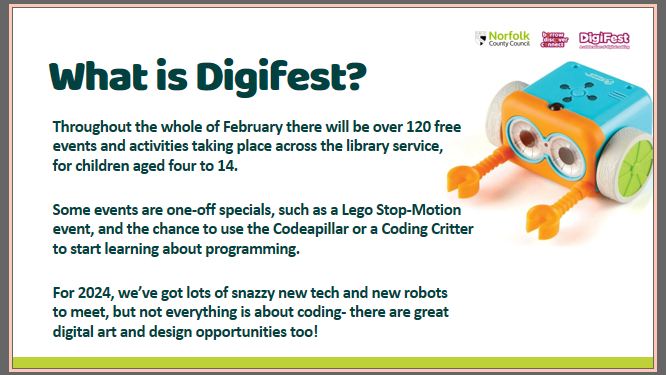 Norfolk
County Council
borrow
discover
connect
DigiFest
What is Digifest?
Throughout the whole of February there will be over 120 free
events and activities taking place across the library service,
for children aged four to 14.
Some events are one-off specials, such as a Lego Stop-Motion
event, and the chance to use the Codeapillar or a Coding Critter
to start learning about programming.
For 2024, we’ve got lots of snazzy new tech and new robots
to meet, but not everything is about coding- there are great
digital art and design opportunities too!